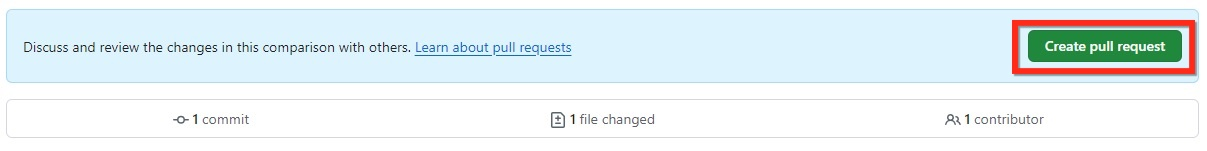 Discuss and review the changes in this comparison with others. Learn about pull requests
Create pull request
1 commit
1 file changed
1 contributor